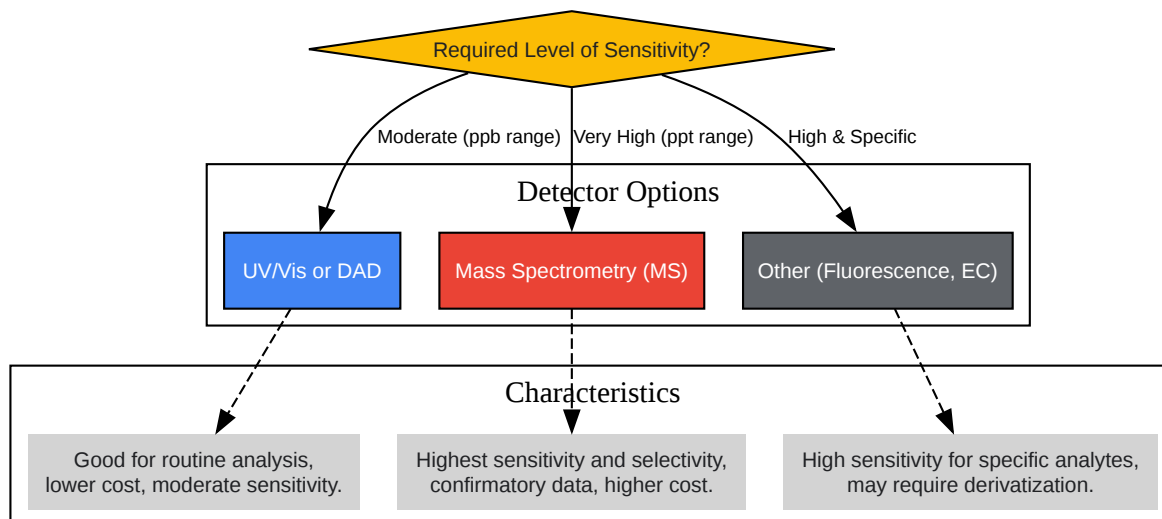 Required Level of Sensitivity?
Moderate (ppb range)
Very High (ppt range)
High & Specific
Detector Options
UV/Vis or DAD
Mass Spectrometry (MS)
Other (Fluorescence, EC)
Characteristics
Good for routine analysis,
lower cost, moderate sensitivity.
Highest sensitivity and selectivity,
confirmatory data, higher cost.
High sensitivity for specific analytes,
may require derivatization.